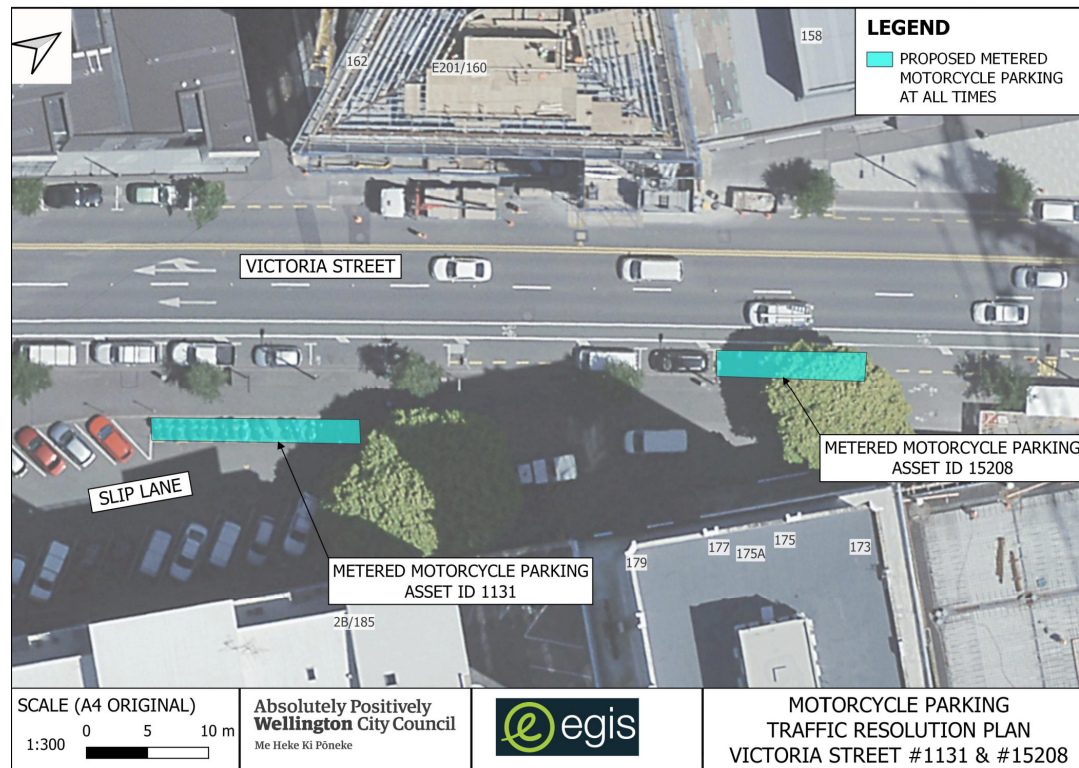 162
E201/160
158
LEGEND
PROPOSED METERED
MOTORCYCLE PARKING
AT ALL TIMES
VICTORIA STREET
METERED MOTORCYCLE PARKING
ASSET ID 15208
SLIP LANE
METERED MOTORCYCLE PARKING
ASSET ID 1131
179
177
175A
175
173
2B/185
SCALE (A4 ORIGINAL)
0 5 10 m
1:300
Absolutely Positively
Wellington City Council
Me Heke Ki Pōneke
e egis
MOTORCYCLE PARKING
TRAFFIC RESOLUTION PLAN
VICTORIA STREET #1131 & #15208